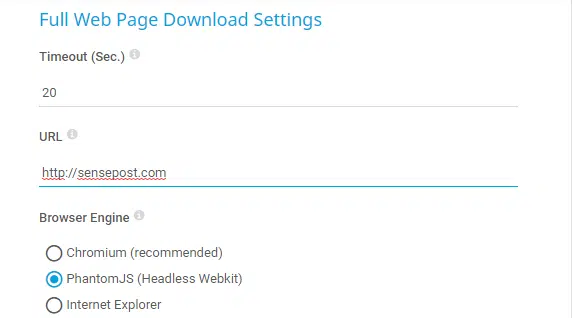 Full Web Page Download Settings
Timeout (Sec.)
20
URL
http://sensepost.com
Browser Engine
Chromium (recommended)
PhantomJS (Headless Webkit)
Internet Explorer